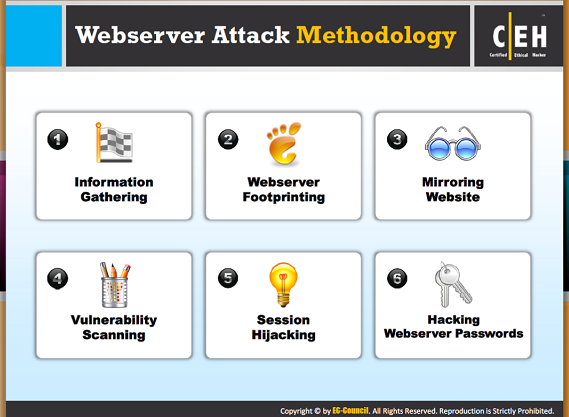 Webserver Attack Methodology
C|EH
Certified Ethical Hacker
1
Information
Gathering
2
Webserver
Footprinting
3
Mirroring
Website
4
Vulnerability
Scanning
5
Session
Hijacking
6
Hacking
Webserver Passwords
Copyright © by EC-Council. All Rights Reserved. Reproduction is Strictly Prohibited.